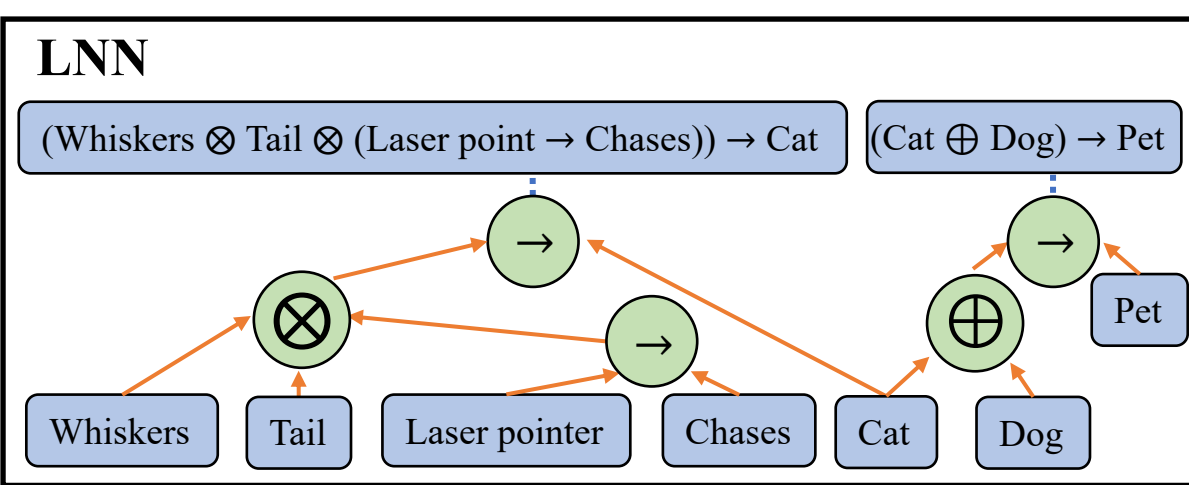 LNN
(Whiskers ⊗ Tail ⊗ (Laser point → Chases)) → Cat
(Cat ⊕ Dog) → Pet
→
→
⊗
→
⊕
Pet
Whiskers
Tail
Laser pointer
Chases
Cat
Dog